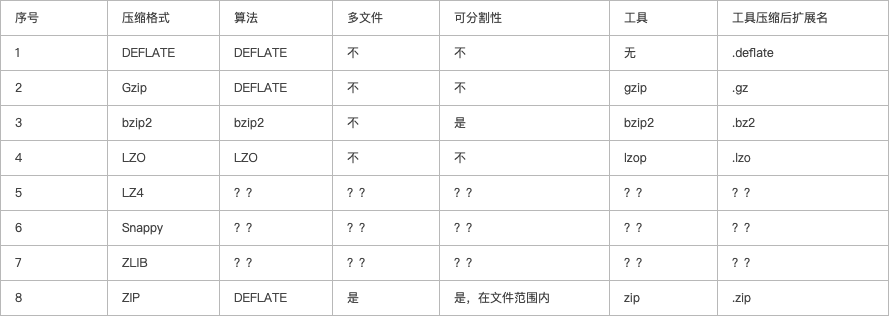 序号 压缩格式 算法 多文件 可分割性 工具 工具压缩后扩展名
1 DEFLATE DEFLATE 不 不 无 .deflate
2 Gzip DEFLATE 不 不 gzip .gz
3 bzip2 bzip2 不 是 bzip2 .bz2
4 LZO LZO 不 不 lzop .lzo
5 LZ4 ？？ ？？ ？？ ？？ ？？
6 Snappy ？？ ？？ ？？ ？？ ？？
7 ZLIB ？？ ？？ ？？ ？？ ？？
8 ZIP DEFLATE 是 是，在文件范围内 zip .zip